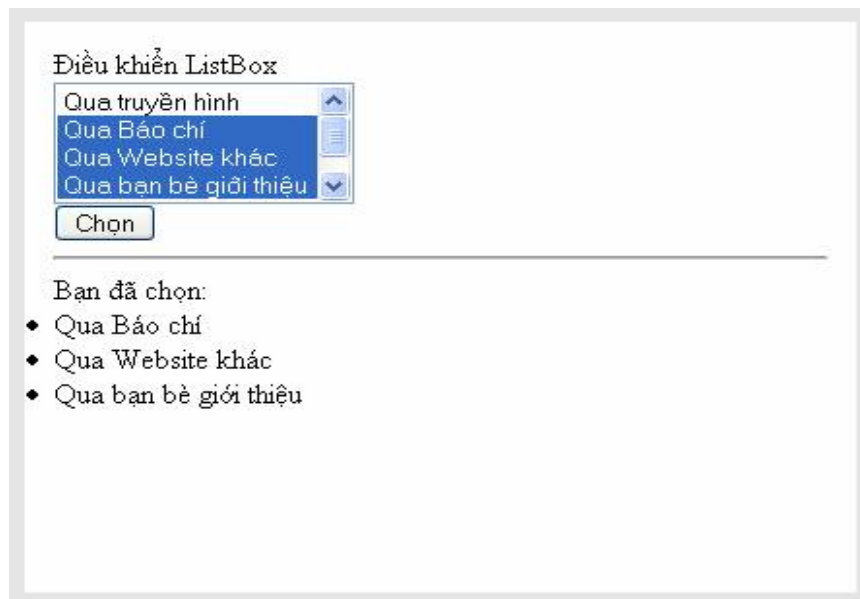 Điều khiển ListBox
Qua truyền hình
Qua Báo chí
Qua Website khác
Qua bạn bè giới thiệu
Chọn
Bạn đã chọn:
Qua Báo chí
Qua Website khác
Qua bạn bè giới thiệu